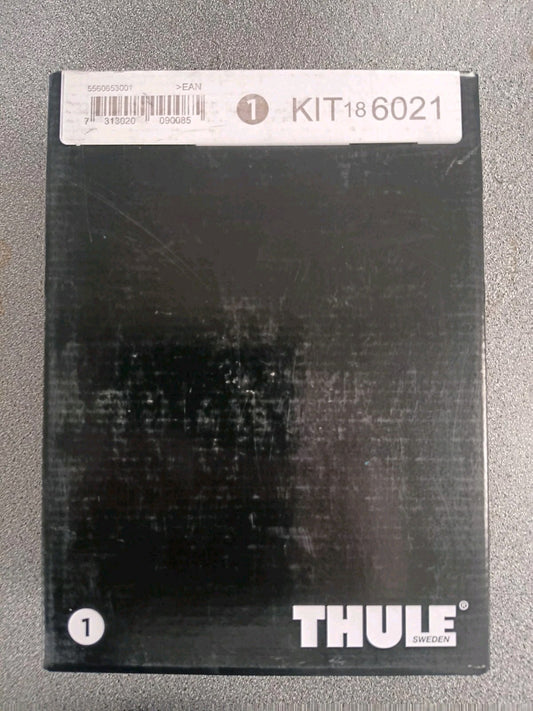 5560653001 >EAN
7 313020 090085
1 KIT 18 6021
1
THULE®
SWEDEN